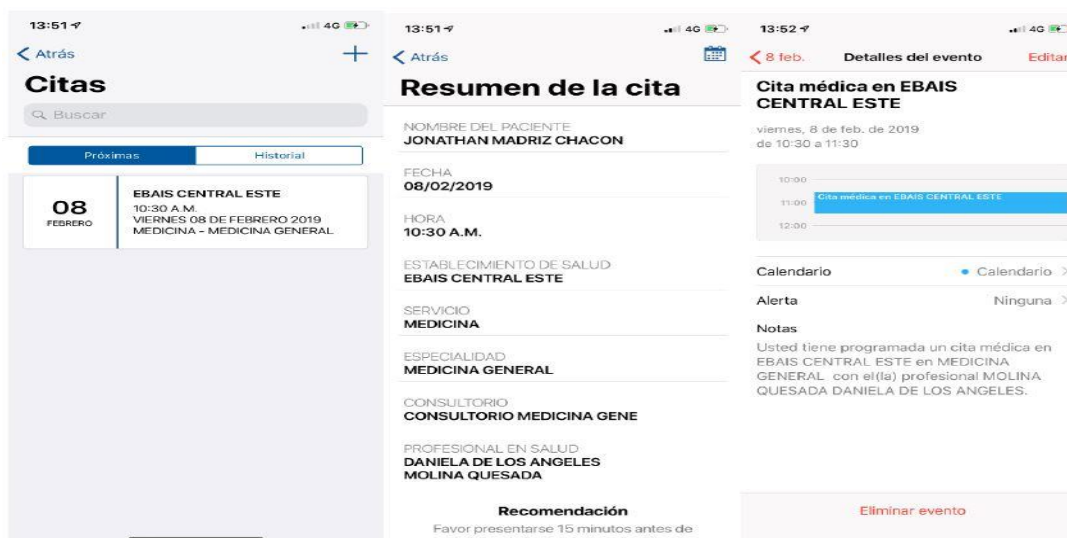 13:51
4G
Atrás
Citas
Buscar
Próximas
Historial
08
FEBRERO
EBAIS CENTRAL ESTE
10:30 A.M.
VIERNES 08 DE FEBRERO 2019
MEDICINA - MEDICINA GENERAL
13:51
4G
Atrás
Resumen de la cita
NOMBRE DEL PACIENTE
JONATHAN MADRIZ CHACON
FECHA
08/02/2019
HORA
10:30 A.M.
ESTABLECIMIENTO DE SALUD
EBAIS CENTRAL ESTE
SERVICIO
MEDICINA
ESPECIALIDAD
MEDICINA GENERAL
CONSULTORIO
CONSULTORIO MEDICINA GENE
PROFESIONAL EN SALUD
DANIELA DE LOS ANGELES
MOLINA QUESADA
Recomendación
Favor presentarse 15 minutos antes de
13:52
4G
8 feb.
Detalles del evento
Editar
Cita médica en EBAIS
CENTRAL ESTE
viernes, 8 de feb. de 2019
de 10:30 a 11:30
10:00
Cita médica en EBAIS CENTRAL ESTE
11:00
12:00
Calendario
Calendario
Alerta
Ninguna
Notas
Usted tiene programada un cita médica en
EBAIS CENTRAL ESTE en MEDICINA
GENERAL con el(la) profesional MOLINA
QUESADA DANIELA DE LOS ANGELES.
Eliminar evento